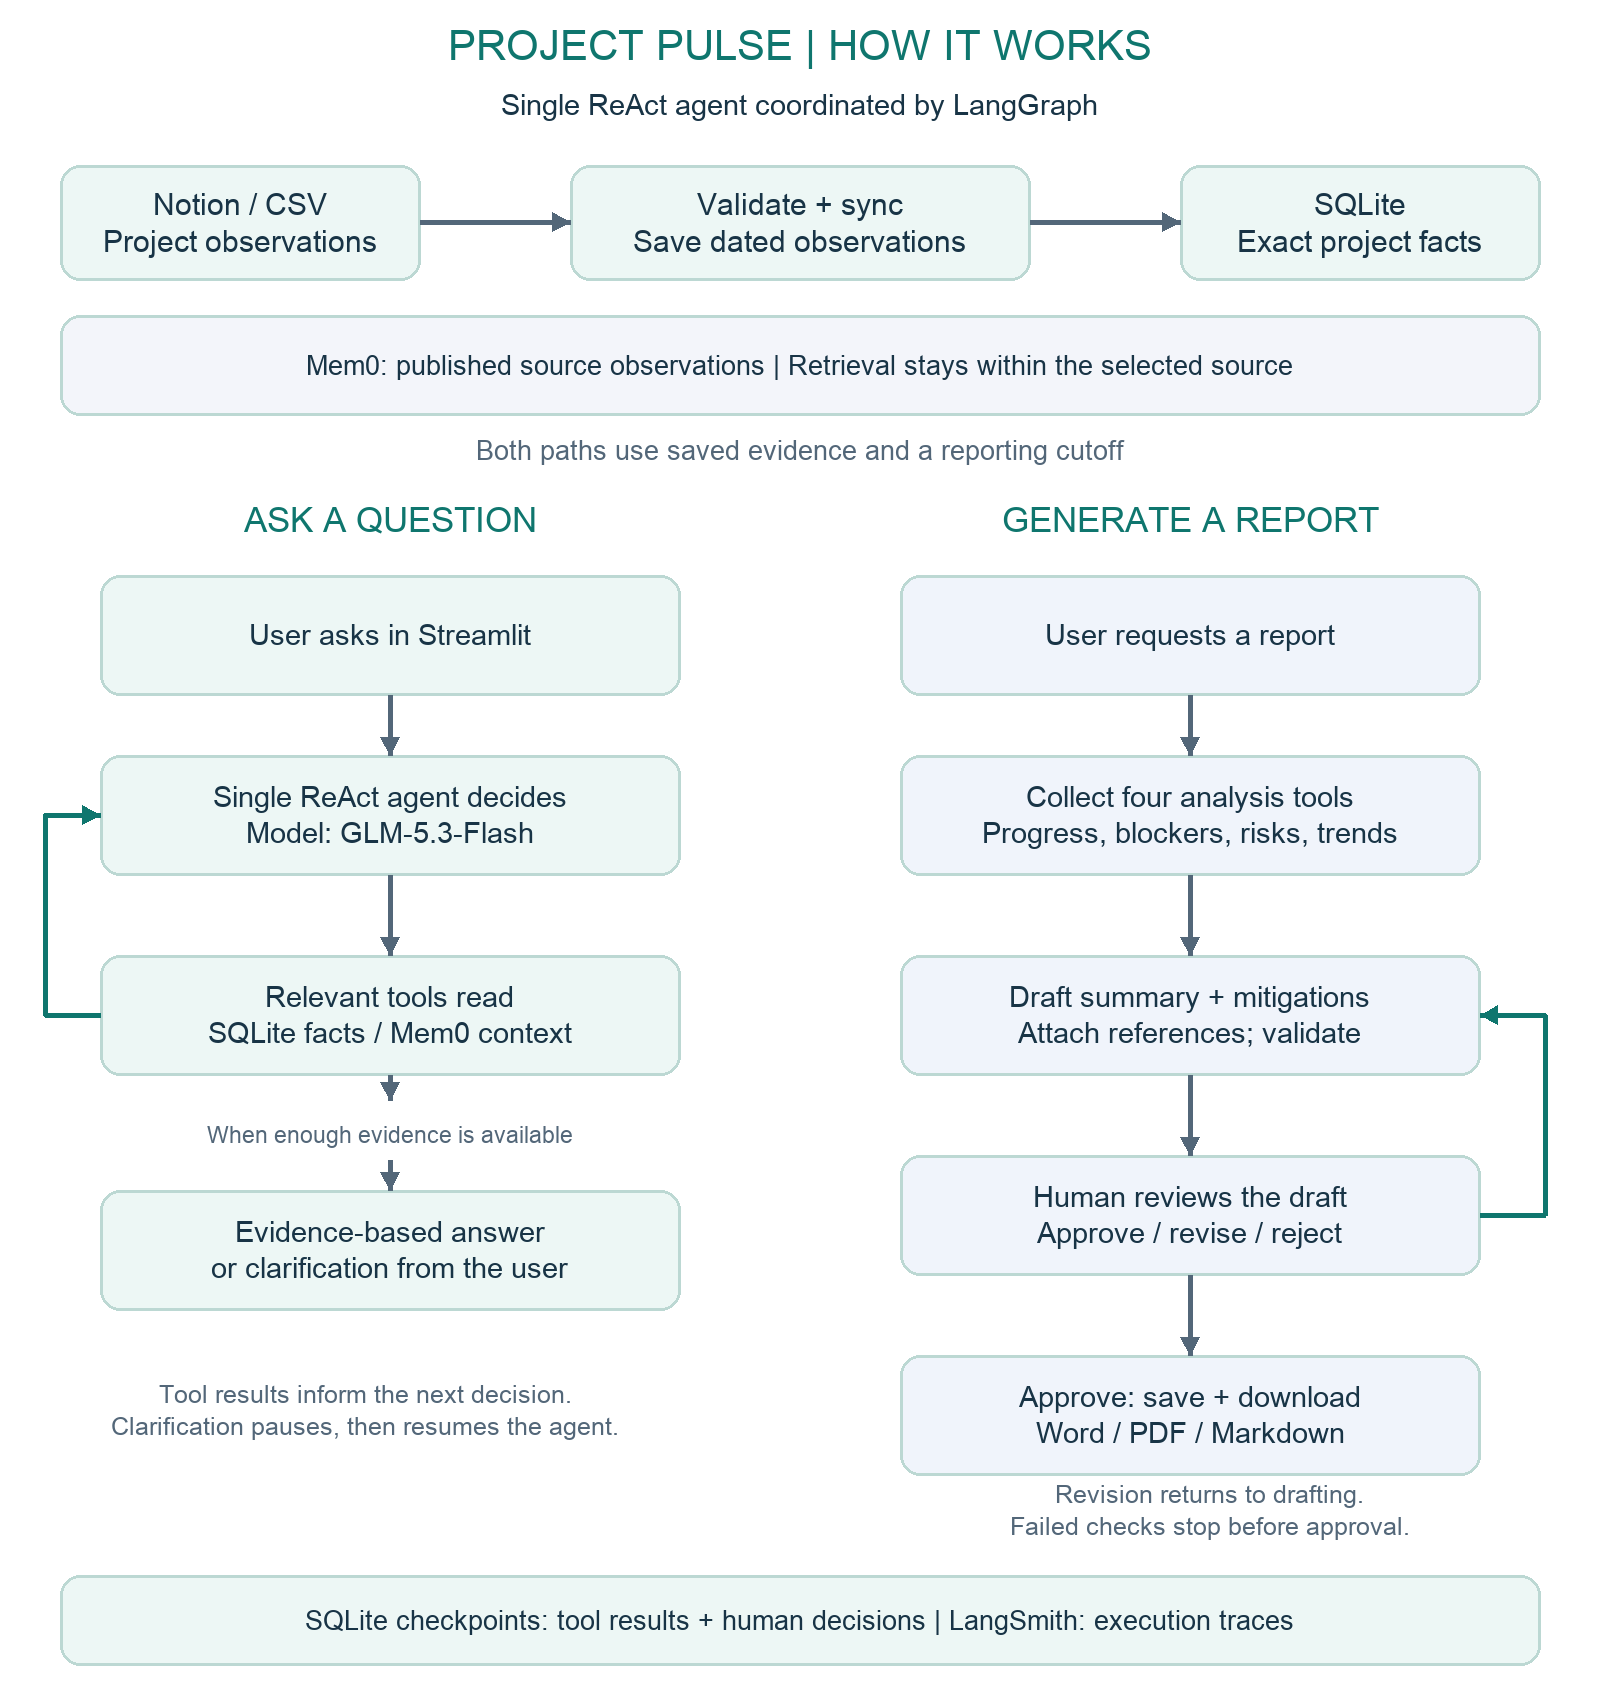 PROJECT PULSE | HOW IT WORKS
Single ReAct agent coordinated by LangGraph
Notion / CSV
Project observations
Validate + sync
Save dated observations
SQLite
Exact project facts
Mem0: published source observations | Retrieval stays within the selected source
Both paths use saved evidence and a reporting cutoff
ASK A QUESTION
User asks in Streamlit
Single ReAct agent decides
Model: GLM-5.3-Flash
Relevant tools read
SQLite facts / Mem0 context
When enough evidence is available
Evidence-based answer
or clarification from the user
Tool results inform the next decision.
Clarification pauses, then resumes the agent.
GENERATE A REPORT
User requests a report
Collect four analysis tools
Progress, blockers, risks, trends
Draft summary + mitigations
Attach references; validate
Human reviews the draft
Approve / revise / reject
Approve: save + download
Word / PDF / Markdown
Revision returns to drafting.
Failed checks stop before approval.
SQLite checkpoints: tool results + human decisions | LangSmith: execution traces